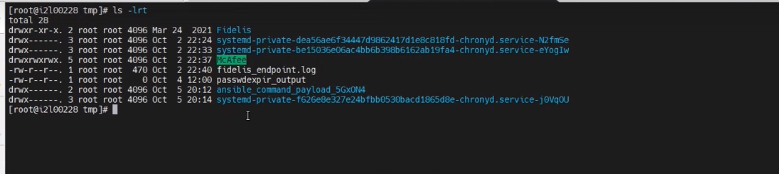 [root@i2l00228 tmp]# ls -lrt
total 28
drwxr-xr-x. 2 root root 4096 Mar 24  2021 Fidelis
drwx------. 3 root root 4096 Oct  2 22:24 systemd-private-dea56ae6f34447d9862417d1e8c818fd-chronyd.service-N2fmSe
drwx------. 3 root root 4096 Oct  2 22:33 systemd-private-be15036e06ac4bb6b398b6162ab19fa4-chronyd.service-eYogIw
drwxrwxrwx. 5 root root 4096 Oct  2 22:37 McAfee
-rw-r--r--. 1 root root  470 Oct  2 22:40 fidelis_endpoint.log
-rw-r--r--. 1 root root    0 Oct  4 12:00 passwdexpir_output
drwx------. 2 root root 4096 Oct  5 20:12 ansible_command_payload_5GxON4
drwx------. 3 root root 4096 Oct  5 20:14 systemd-private-f626e8e327e24bfbb0530bacd1865d8e-chronyd.service-j0VqOU
[root@i2l00228 tmp]#